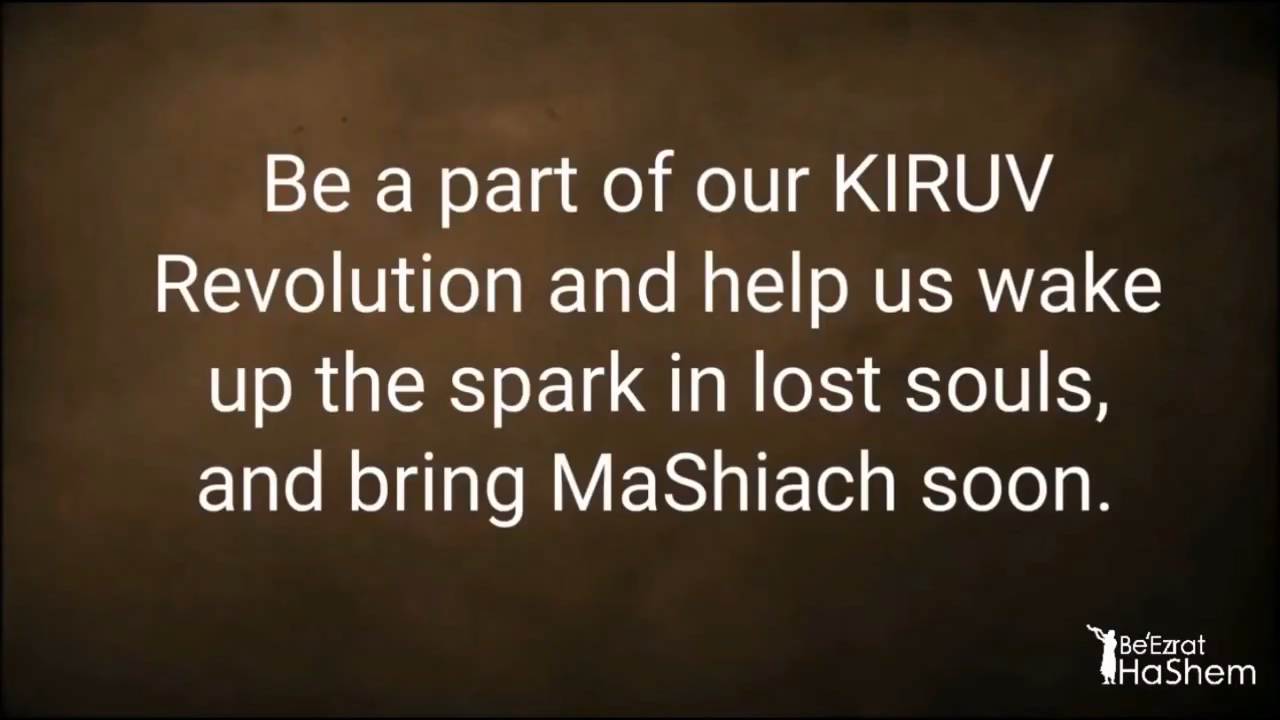 Be a part of our KIRUV
Revolution and help us wake
up the spark in lost souls,
and bring MaShiach soon.
Be'Ezrat
HaShem